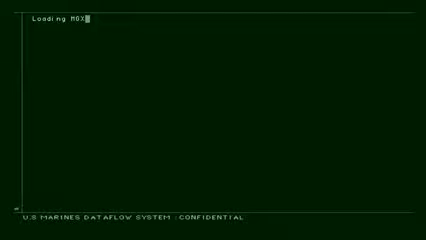 Loading MGX
U.S MARINES DATAFLOW SYSTEM : CONFIDENTIAL